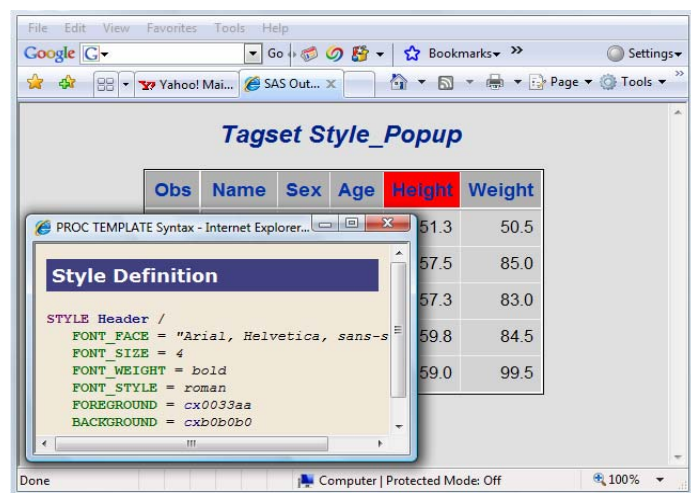 File Edit View Favorites Tools Help
Google G Go Bookmarks >> Settings
Yahoo! Mai... SAS Out... X Page Tools >>
Tagset Style_Popup
Obs Name Sex Age Height Weight
51.3 50.5
57.5 85.0
57.3 83.0
59.8 84.5
59.0 99.5
PROC TEMPLATE Syntax - Internet Explorer...
Style Definition
STYLE Header /
FONT_FACE = "Arial, Helvetica, sans-s
FONT_SIZE = 4
FONT_WEIGHT = bold
FONT_STYLE = roman
FOREGROUND = cx0033aa
BACKGROUND = cxb0b0b0
Done Computer | Protected Mode: Off 100%